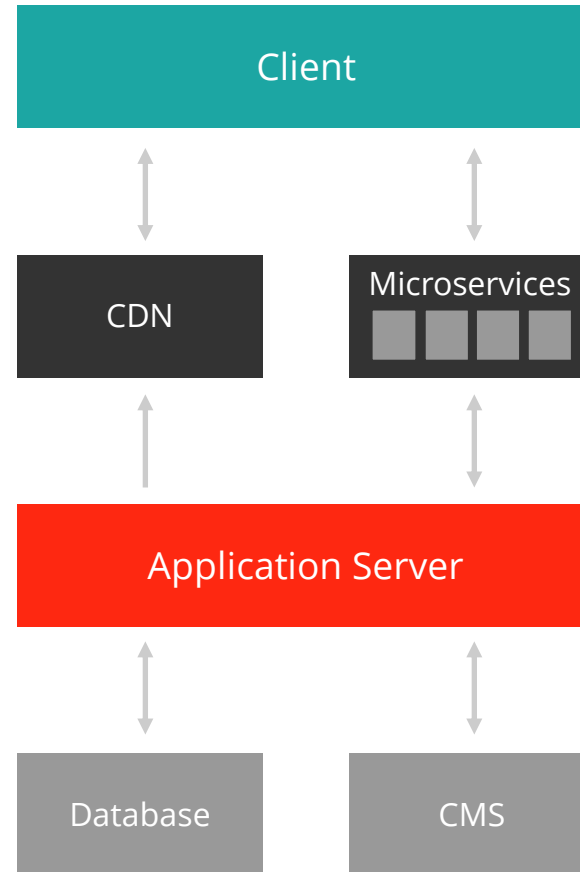 Client
CDN
Microservices
Application Server
Database
CMS